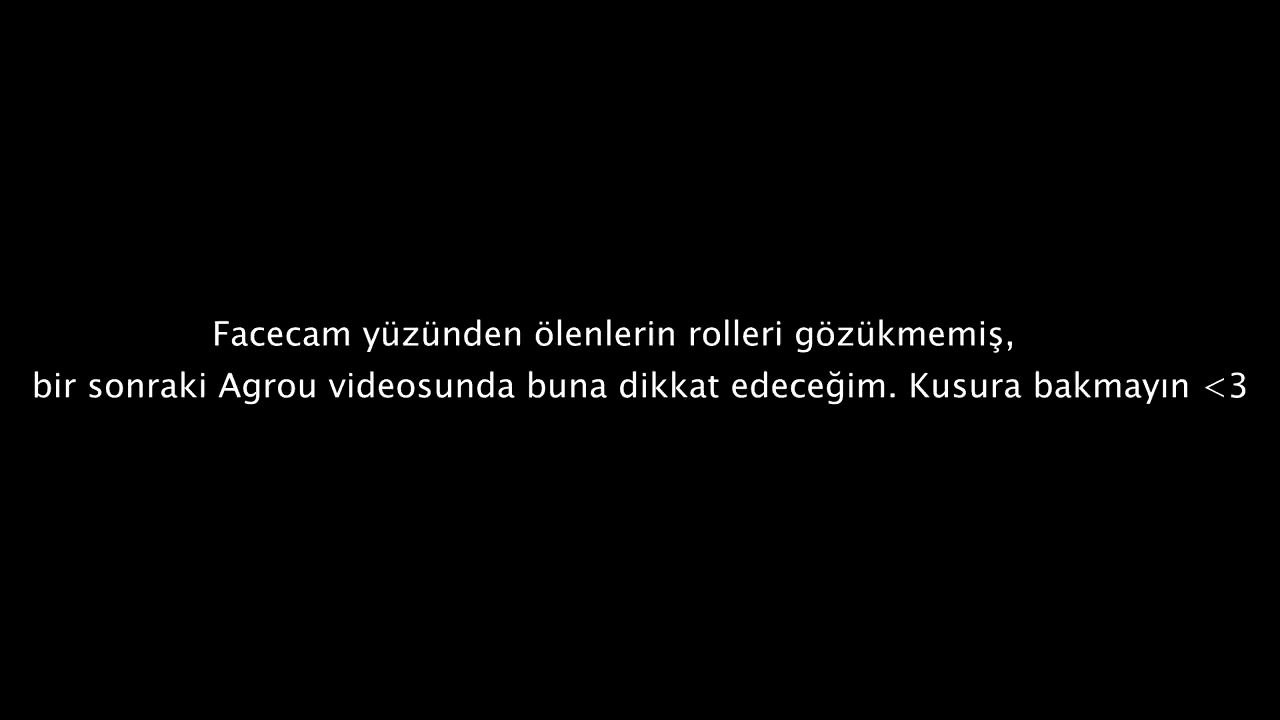 Facecam yüzünden ölenlerin rolleri gözükmemiş,
bir sonraki Agrou videosunda buna dikkat edeceğim. Kusura bakmayın <3